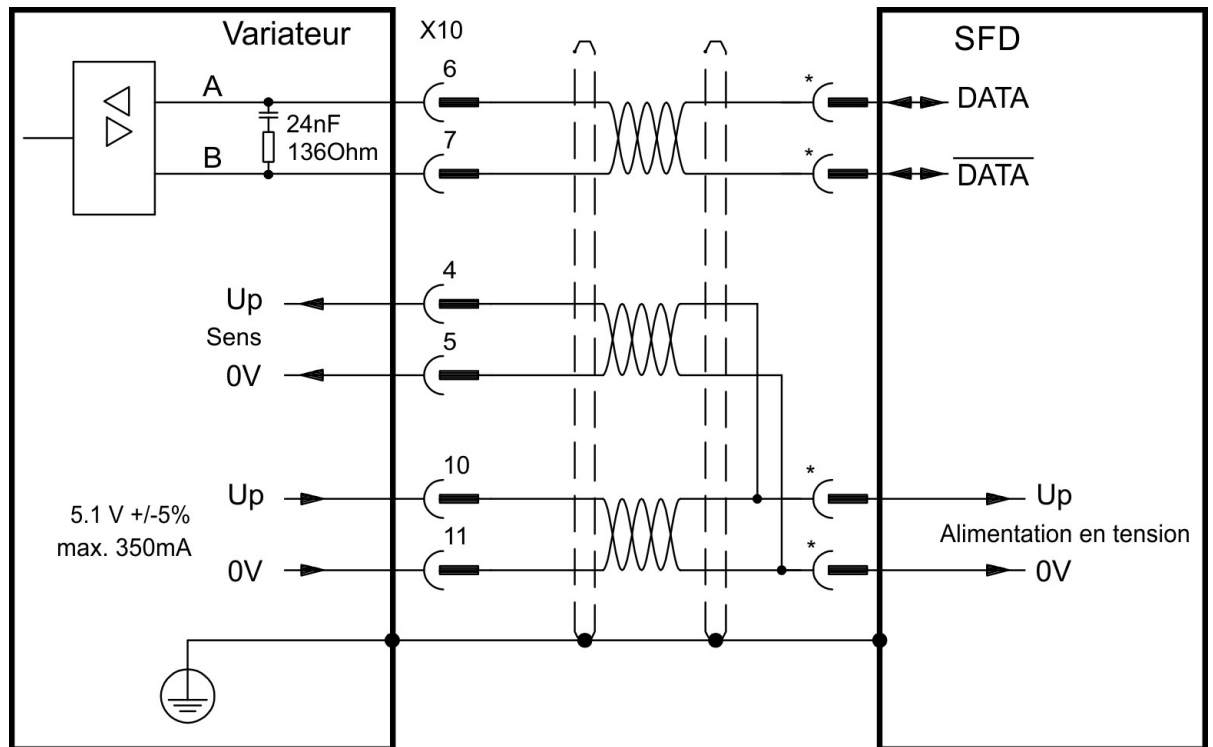 Variateur
X10
SFD
A
6
*
DATA
24nF
136Ohm
B
7
*
DATA
4
Up
Sens
5
0V
10
*
Up
Up
5.1 V +/-5%
max. 350mA
11
*
Alimentation en tension
0V
0V